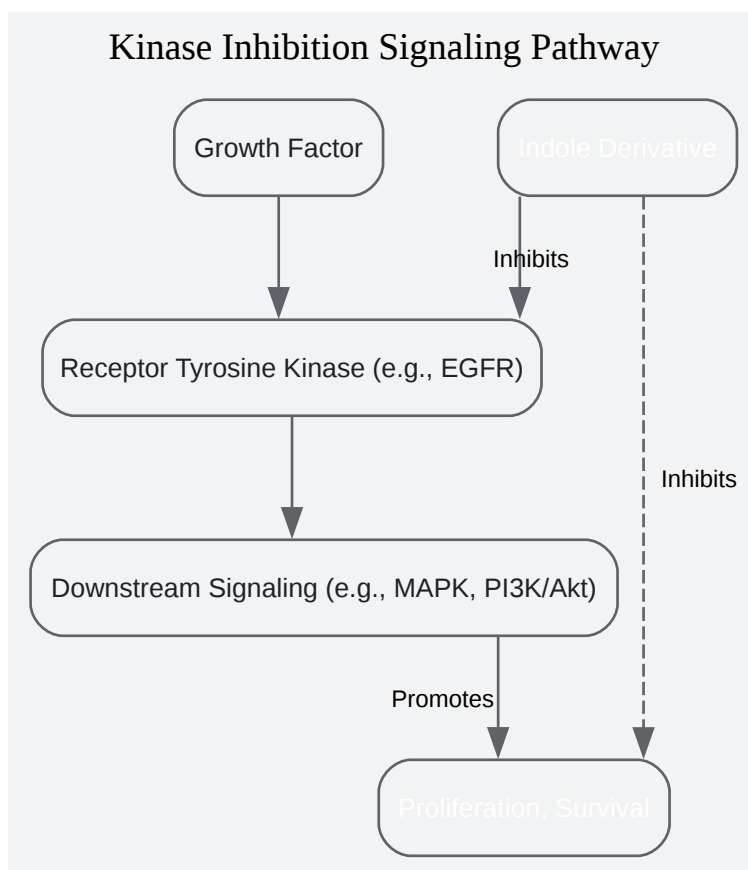 Kinase Inhibition Signaling Pathway
Growth Factor
Indole Derivative
Inhibits
Receptor Tyrosine Kinase (e.g., EGFR)
Inhibits
Downstream Signaling (e.g., MAPK, PI3K/Akt)
Promotes
Proliferation, Survival